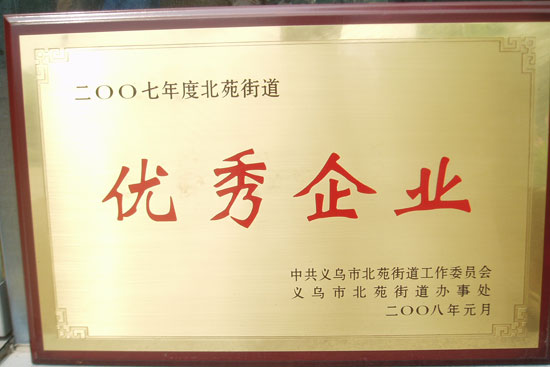 二〇〇七年度北苑街道
优秀企业
中共义乌市北苑街道工作委员会
义乌市北苑街道办事处
二〇〇八年元月